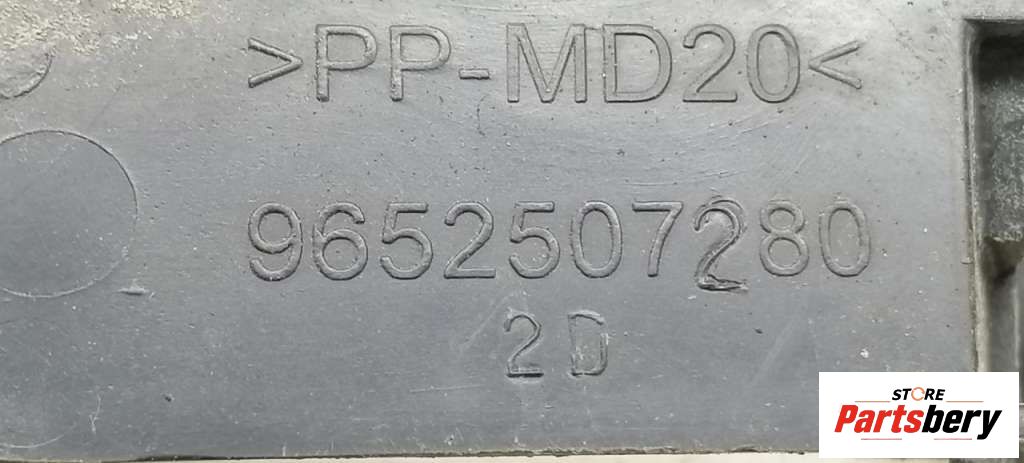 >PP-MD20<
9652507280
2D
STORE
Partsbery